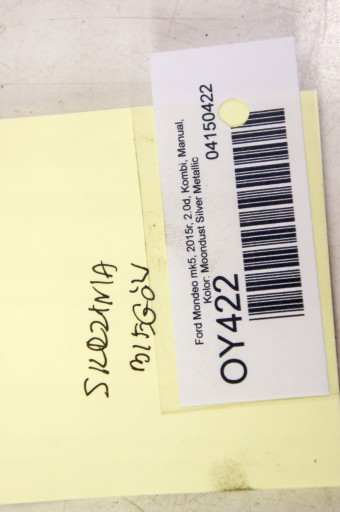 Ford Mondeo mk5, 2015r, 2.0d, Kombi, Manual,
Kolor: Moondust Silver Metallic
04150422
OY422
SKRZYNIA
BIEGÓW